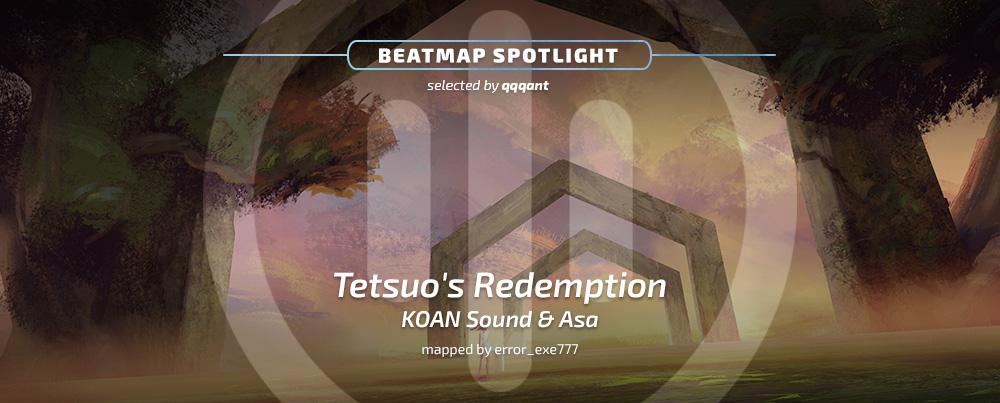 BEATMAP SPOTLIGHT
selected by qqqant
Tetsuo's Redemption
KOAN Sound & Asa
mapped by error_exe777